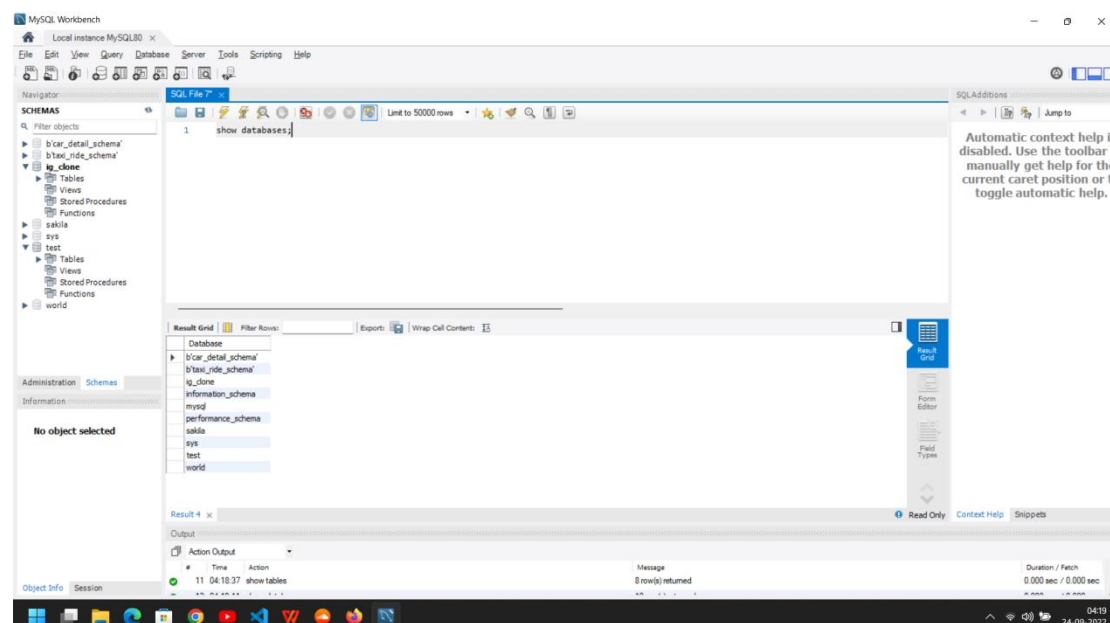 MySQL Workbench
Local instance MySQL80
File Edit View Query Database Server Tools Scripting Help
Navigator
SCHEMAS
Filter objects
b'car_detail_schema'
b'taxi_ride_schema'
ig_clone
Tables
Views
Stored Procedures
Functions
sakila
sys
test
Tables
Views
Stored Procedures
Functions
world
Administration Schemas
Information
No object selected
Object Info Session
SQL File 7*
Limit to 50000 rows
1 show databases;
Result Grid Filter Rows: Export: Wrap Cell Content:
Database
b'car_detail_schema'
b'taxi_ride_schema'
ig_clone
information_schema
mysql
performance_schema
sakila
sys
test
world
Result
Grid
Form
Editor
Field
Types
Result 4
Read Only
Output
Action Output
# Time Action Message Duration / Fetch
11 04:18:37 show tables 8 row(s) returned 0.000 sec / 0.000 sec
SQLAdditions
Jump to
Automatic context help i
disabled. Use the toolbar
manually get help for the
current caret position or t
toggle automatic help.
Context Help Snippets
04:19
24-09-2022